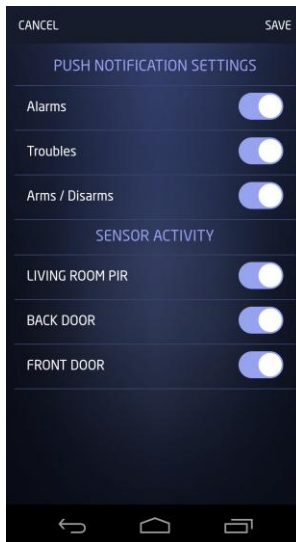 CANCEL SAVE
PUSH NOTIFICATION SETTINGS
Alarms
Troubles
Arms / Disarms
SENSOR ACTIVITY
LIVING ROOM PIR
BACK DOOR
FRONT DOOR